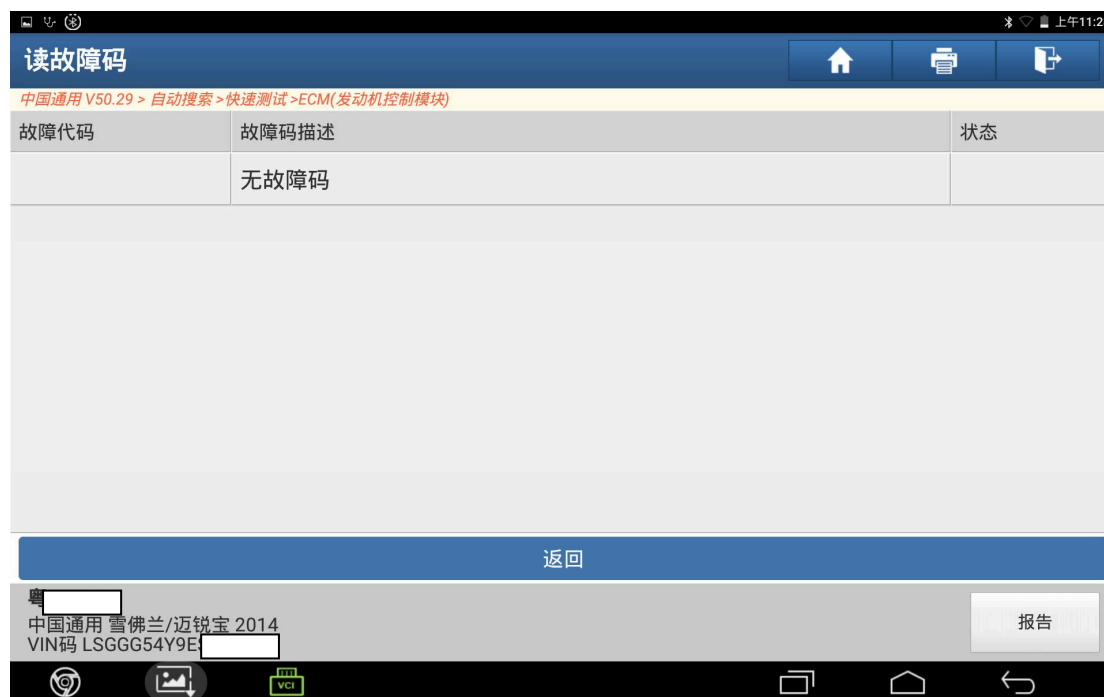 上午11:2
读故障码
中国通用 V50.29 > 自动搜索 >快速测试 >ECM(发动机控制模块)
故障代码 故障码描述 状态
无故障码
返回
粤
中国通用 雪佛兰/迈锐宝 2014
VIN码 LSGGG54Y9E
报告
VCI